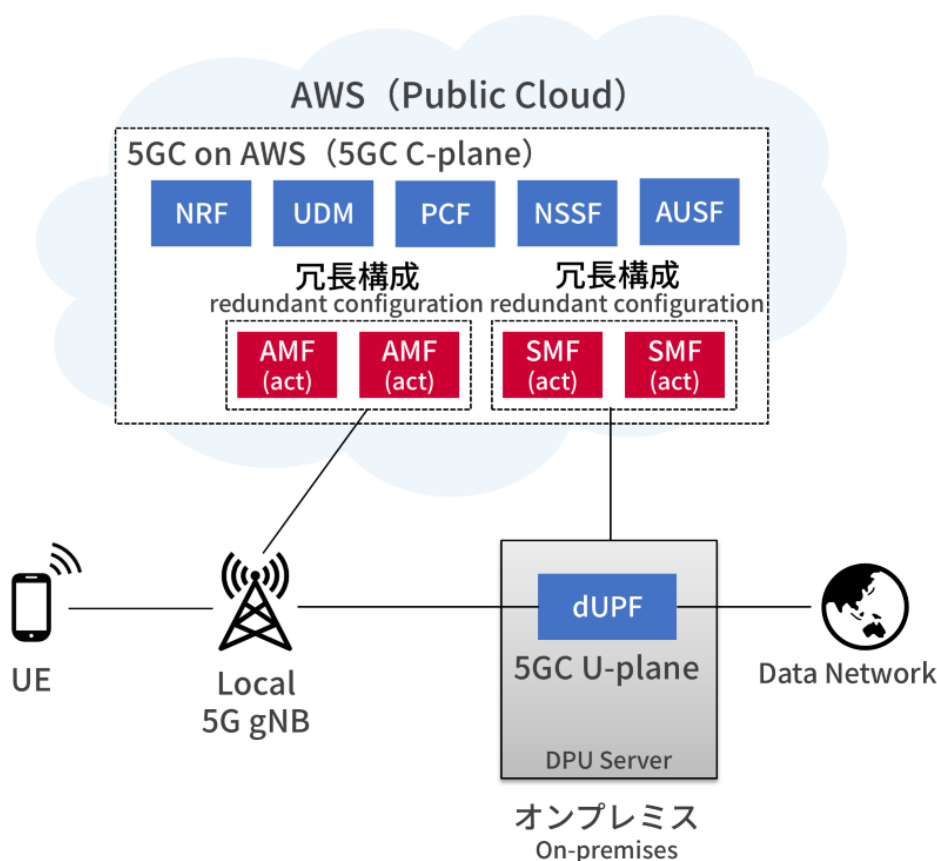 AWS（Public Cloud）
5GC on AWS（5GC C-plane）
NRF
UDM
PCF
NSSF
AUSF
冗長構成
redundant configuration
冗長構成
redundant configuration
AMF
(act)
AMF
(act)
SMF
(act)
SMF
(act)
UE
Local
5G gNB
dUPF
5GC U-plane
DPU Server
オンプレミス
On-premises
Data Network